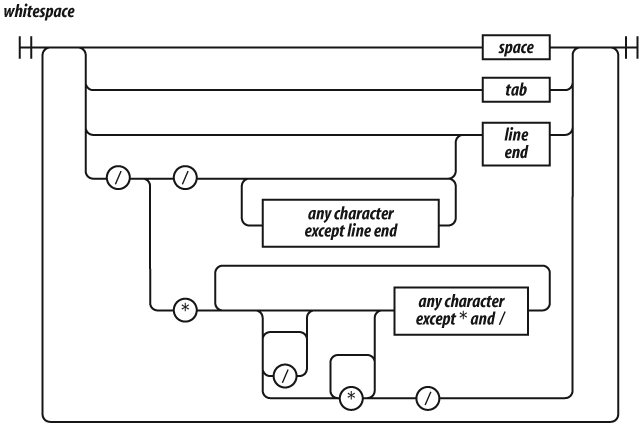 whitespace
space
tab
line
end
/ /
any character
except line end
*
any character
except * and /
/
* /